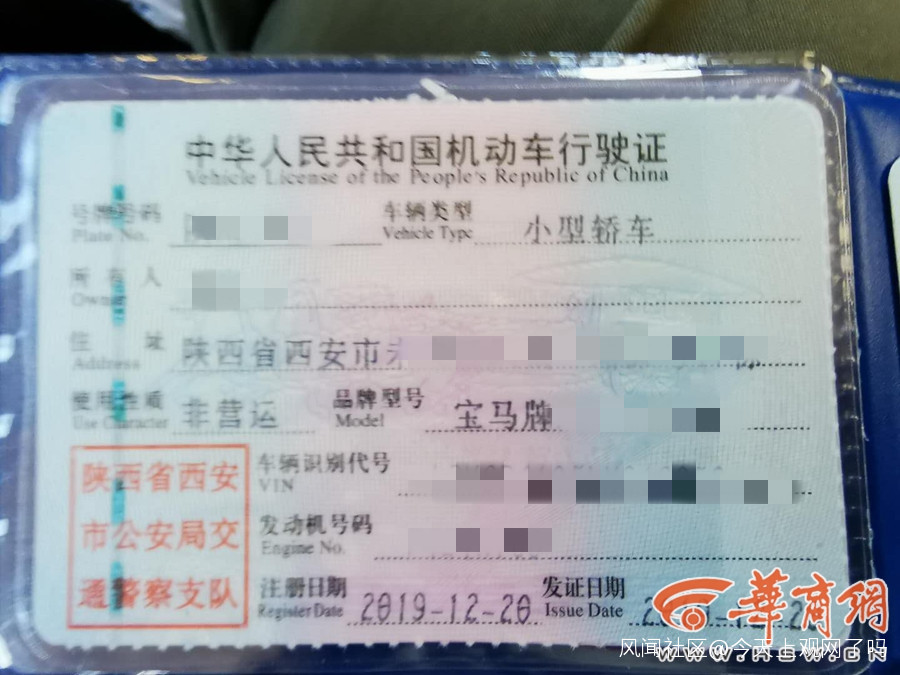 中华人民共和国机动车行驶证
Vehicle License of the People's Republic of China
号牌号码 车辆类型 小型轿车
Plate No. Vehicle Type
所有人
Owner
住址 陕西省西安市
Address
使用性质 非营运 品牌型号 宝马牌
Use Character Model
陕西省西安
市公安局交
通警察支队
车辆识别代号
VIN
发动机号码
Engine No.
注册日期 2019-12-20 发证日期
Register Date Issue Date
華商網
风闻社区@今天上观网了吗
www.HSW.CN